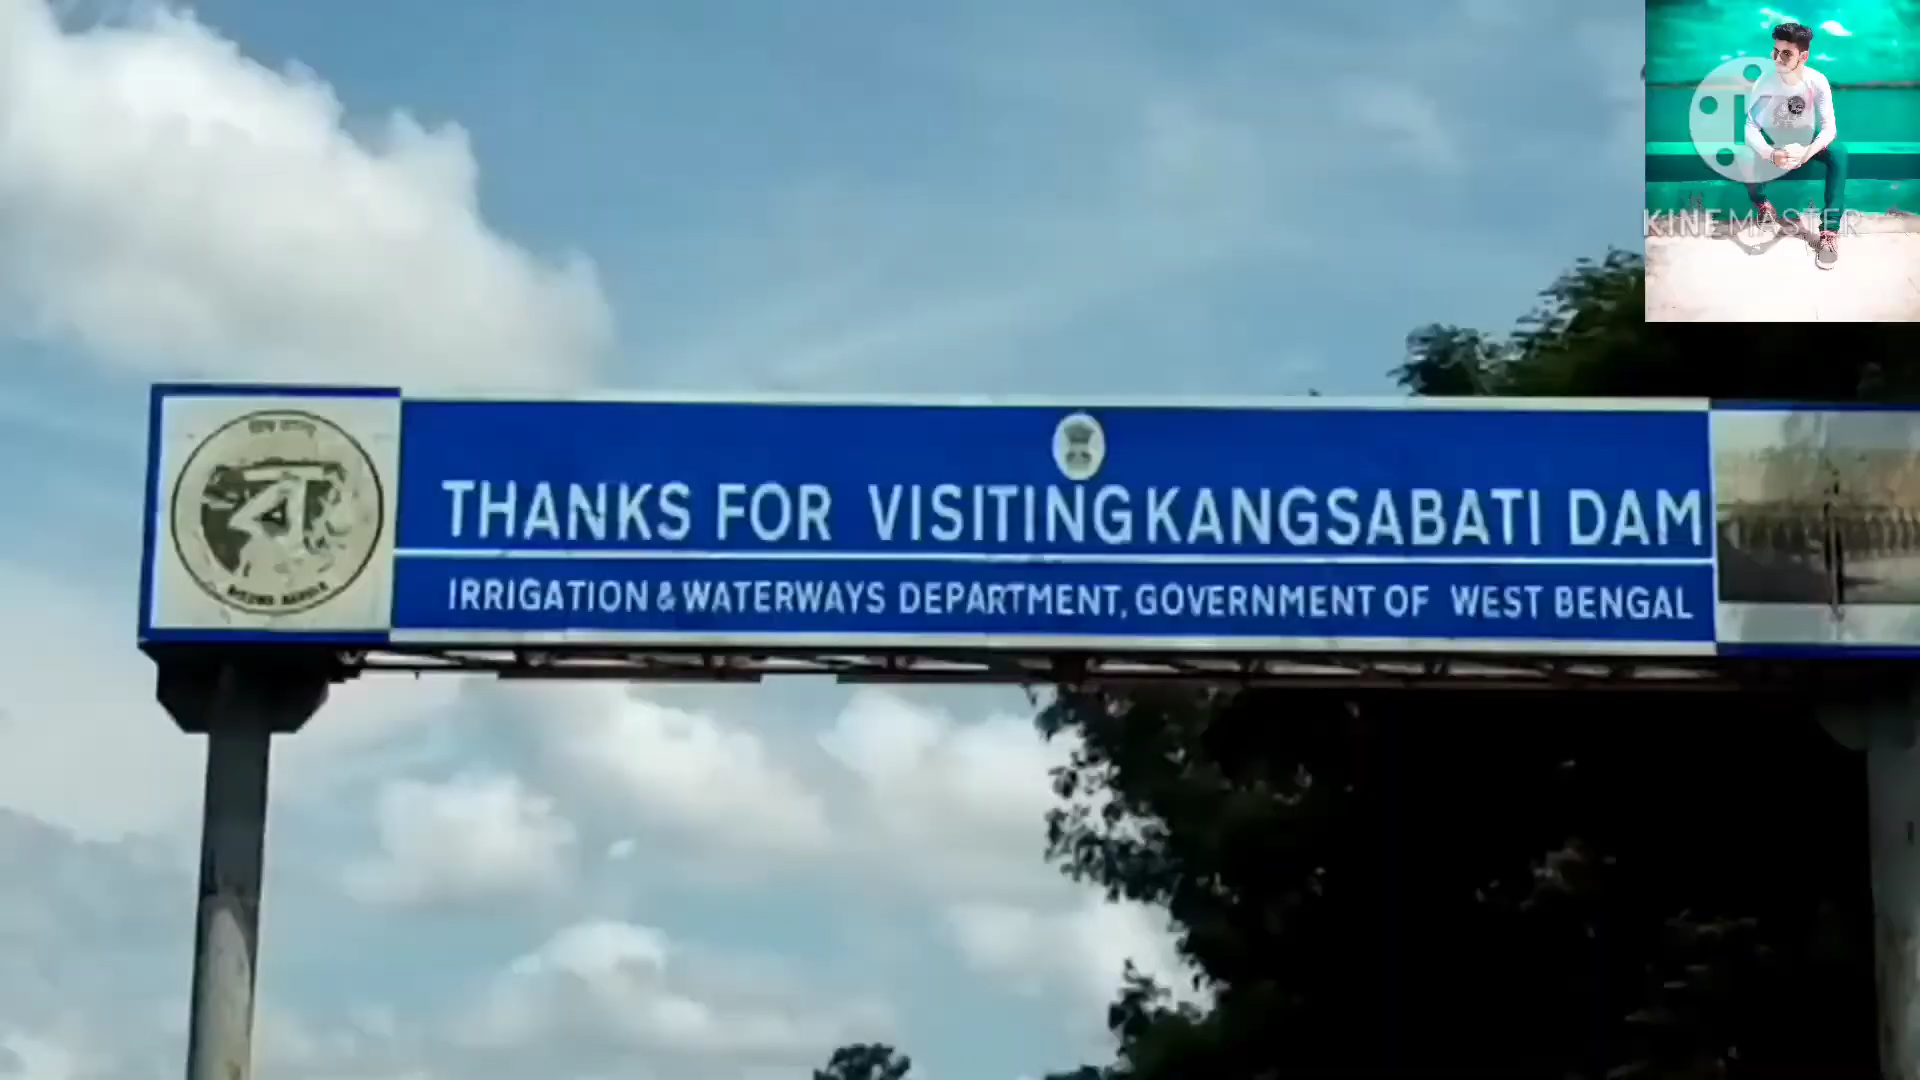 THANKS FOR VISITING KANGSABATI DAM
IRRIGATION & WATERWAYS DEPARTMENT, GOVERNMENT OF WEST BENGAL
KINEMASTER